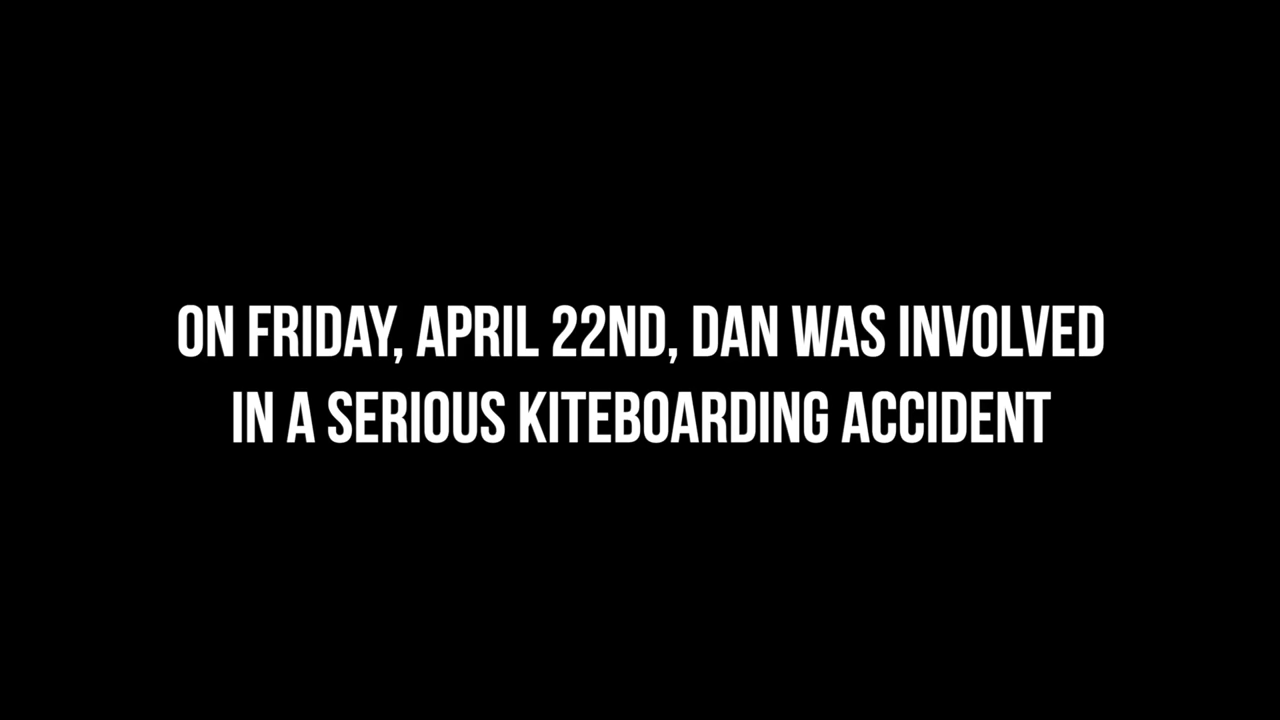 ON FRIDAY, APRIL 22ND, DAN WAS INVOLVED
IN A SERIOUS KITEBOARDING ACCIDENT